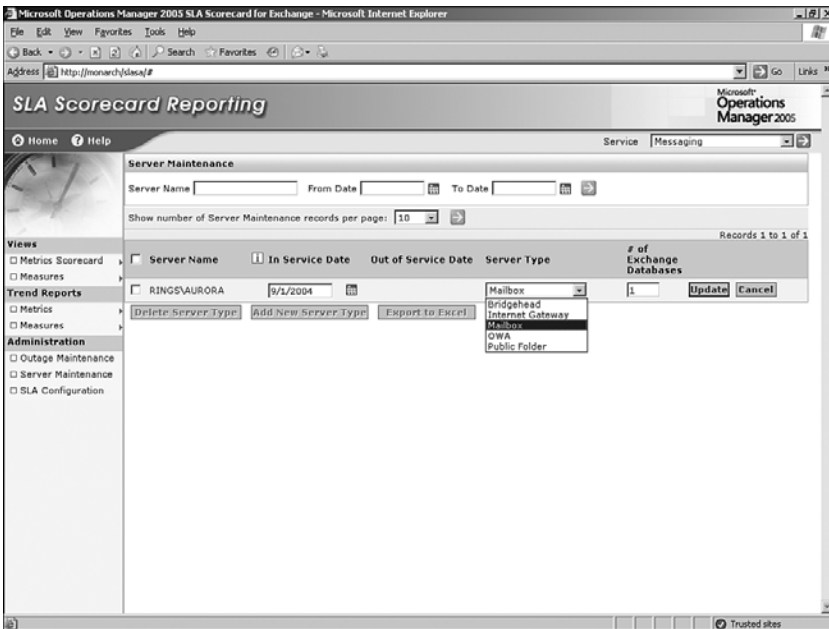 Microsoft Operations Manager 2005 SLA Scorecard for Exchange - Microsoft Internet Explorer
File Edit View Favorites Tools Help
Back Search Favorites
Address http://monarch/slasa/# Go Links
SLA Scorecard Reporting
Microsoft
Operations
Manager 2005
Home Help
Service Messaging
Server Maintenance
Server Name From Date To Date
Show number of Server Maintenance records per page: 10
Records 1 to 1 of 1
Views
Metrics Scorecard
Measures
Trend Reports
Metrics
Measures
Administration
Outage Maintenance
Server Maintenance
SLA Configuration
Server Name In Service Date Out of Service Date Server Type # of Exchange Databases
RINGS\AURORA 9/1/2004 Mailbox 1 Update Cancel
Bridgehead
Internet Gateway
Mailbox
OWA
Public Folder
Delete Server Type Add New Server Type Export to Excel
Trusted sites